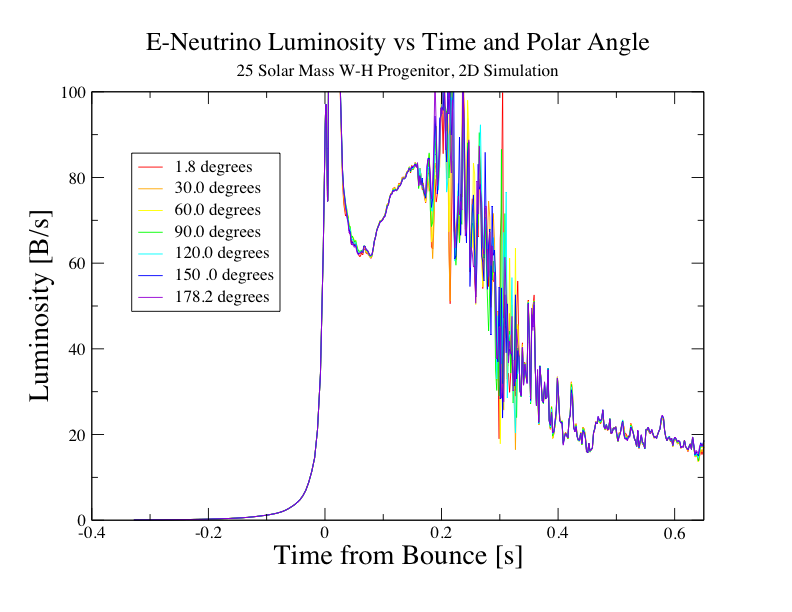 E-Neutrino Luminosity vs Time and Polar Angle
25 Solar Mass W-H Progenitor, 2D Simulation
100
80
60
40
20
0
Luminosity [B/s]
1.8 degrees
30.0 degrees
60.0 degrees
90.0 degrees
120.0 degrees
150 .0 degrees
178.2 degrees
-0.4
-0.2
0
0.2
0.4
0.6
Time from Bounce [s]